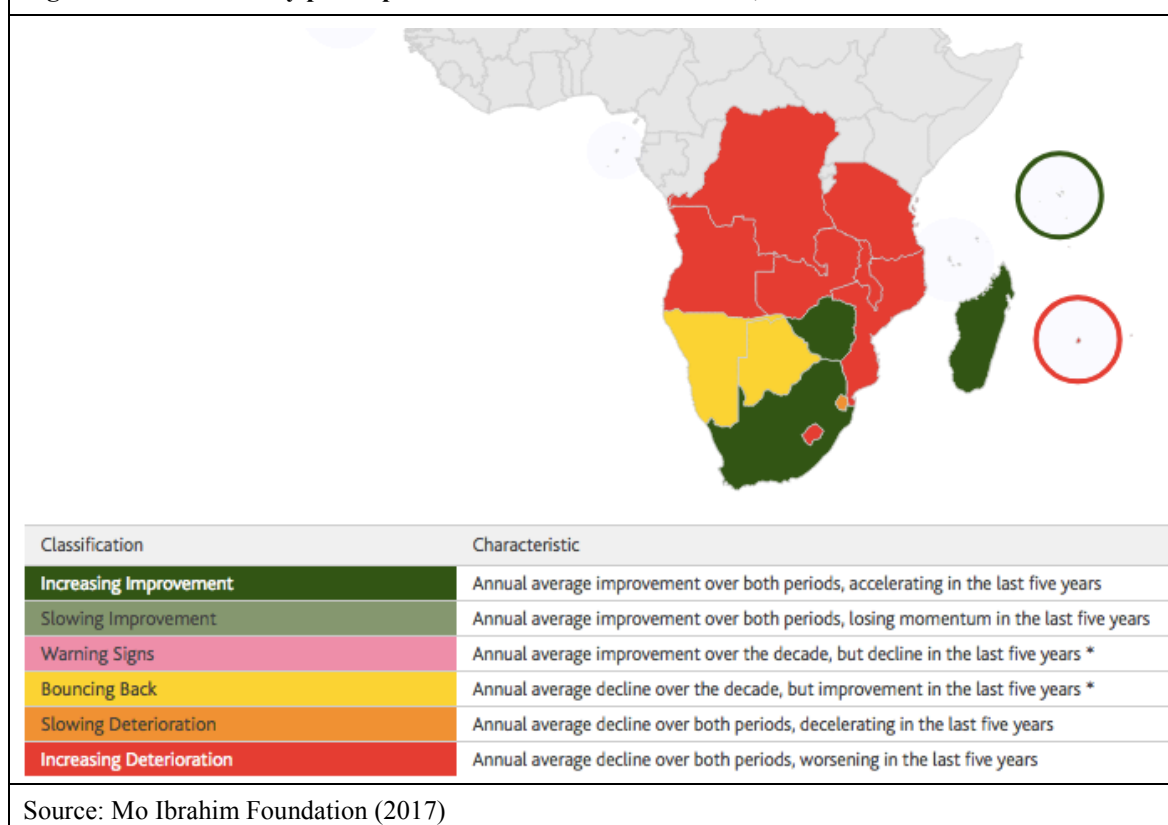 Classification Characteristic
Increasing Improvement Annual average improvement over both periods, accelerating in the last five years
Slowing Improvement Annual average improvement over both periods, losing momentum in the last five years
Warning Signs Annual average improvement over the decade, but decline in the last five years *
Bouncing Back Annual average decline over the decade, but improvement in the last five years *
Slowing Deterioration Annual average decline over both periods, decelerating in the last five years
Increasing Deterioration Annual average decline over both periods, worsening in the last five years
Source: Mo Ibrahim Foundation (2017)